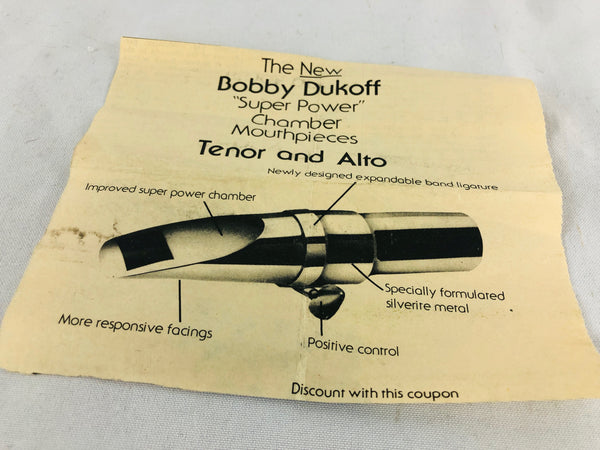 The New
Bobby Dukoff
"Super Power"
Chamber
Mouthpieces
Tenor and Alto
Newly designed expandable band ligature
Improved super power chamber
Specially formulated
silverite metal
More responsive facings
Positive control
Discount with this coupon